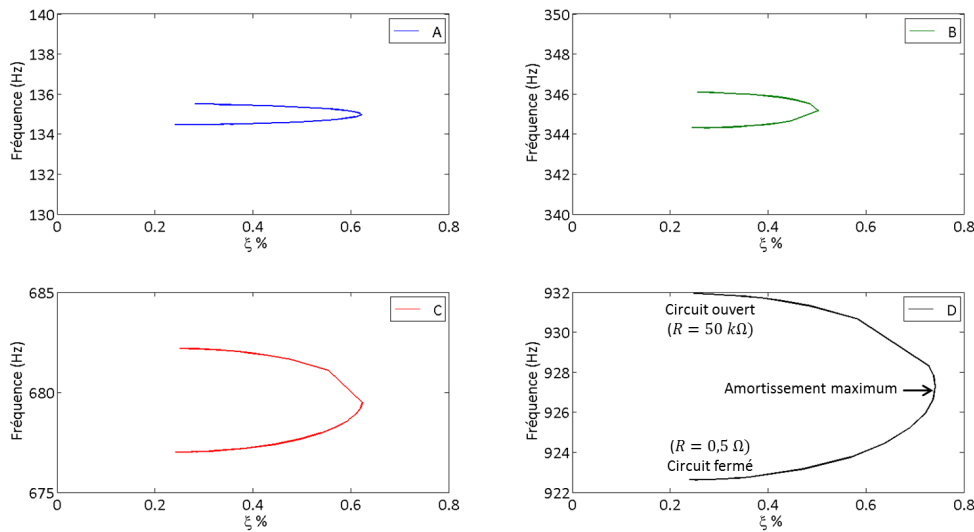 140
138
136
134
132
130
Fréquence (Hz)
0
0.2
0.4
0.6
0.8
ξ %
A
350
348
346
344
342
340
Fréquence (Hz)
0
0.2
0.4
0.6
0.8
ξ %
B
685
680
675
Fréquence (Hz)
0
0.2
0.4
0.6
0.8
ξ %
C
932
930
928
926
924
922
Fréquence (Hz)
0
0.2
0.4
0.6
0.8
ξ %
D
Circuit ouvert
(R = 50 kΩ)
Amortissement maximum
(R = 0,5 Ω)
Circuit fermé